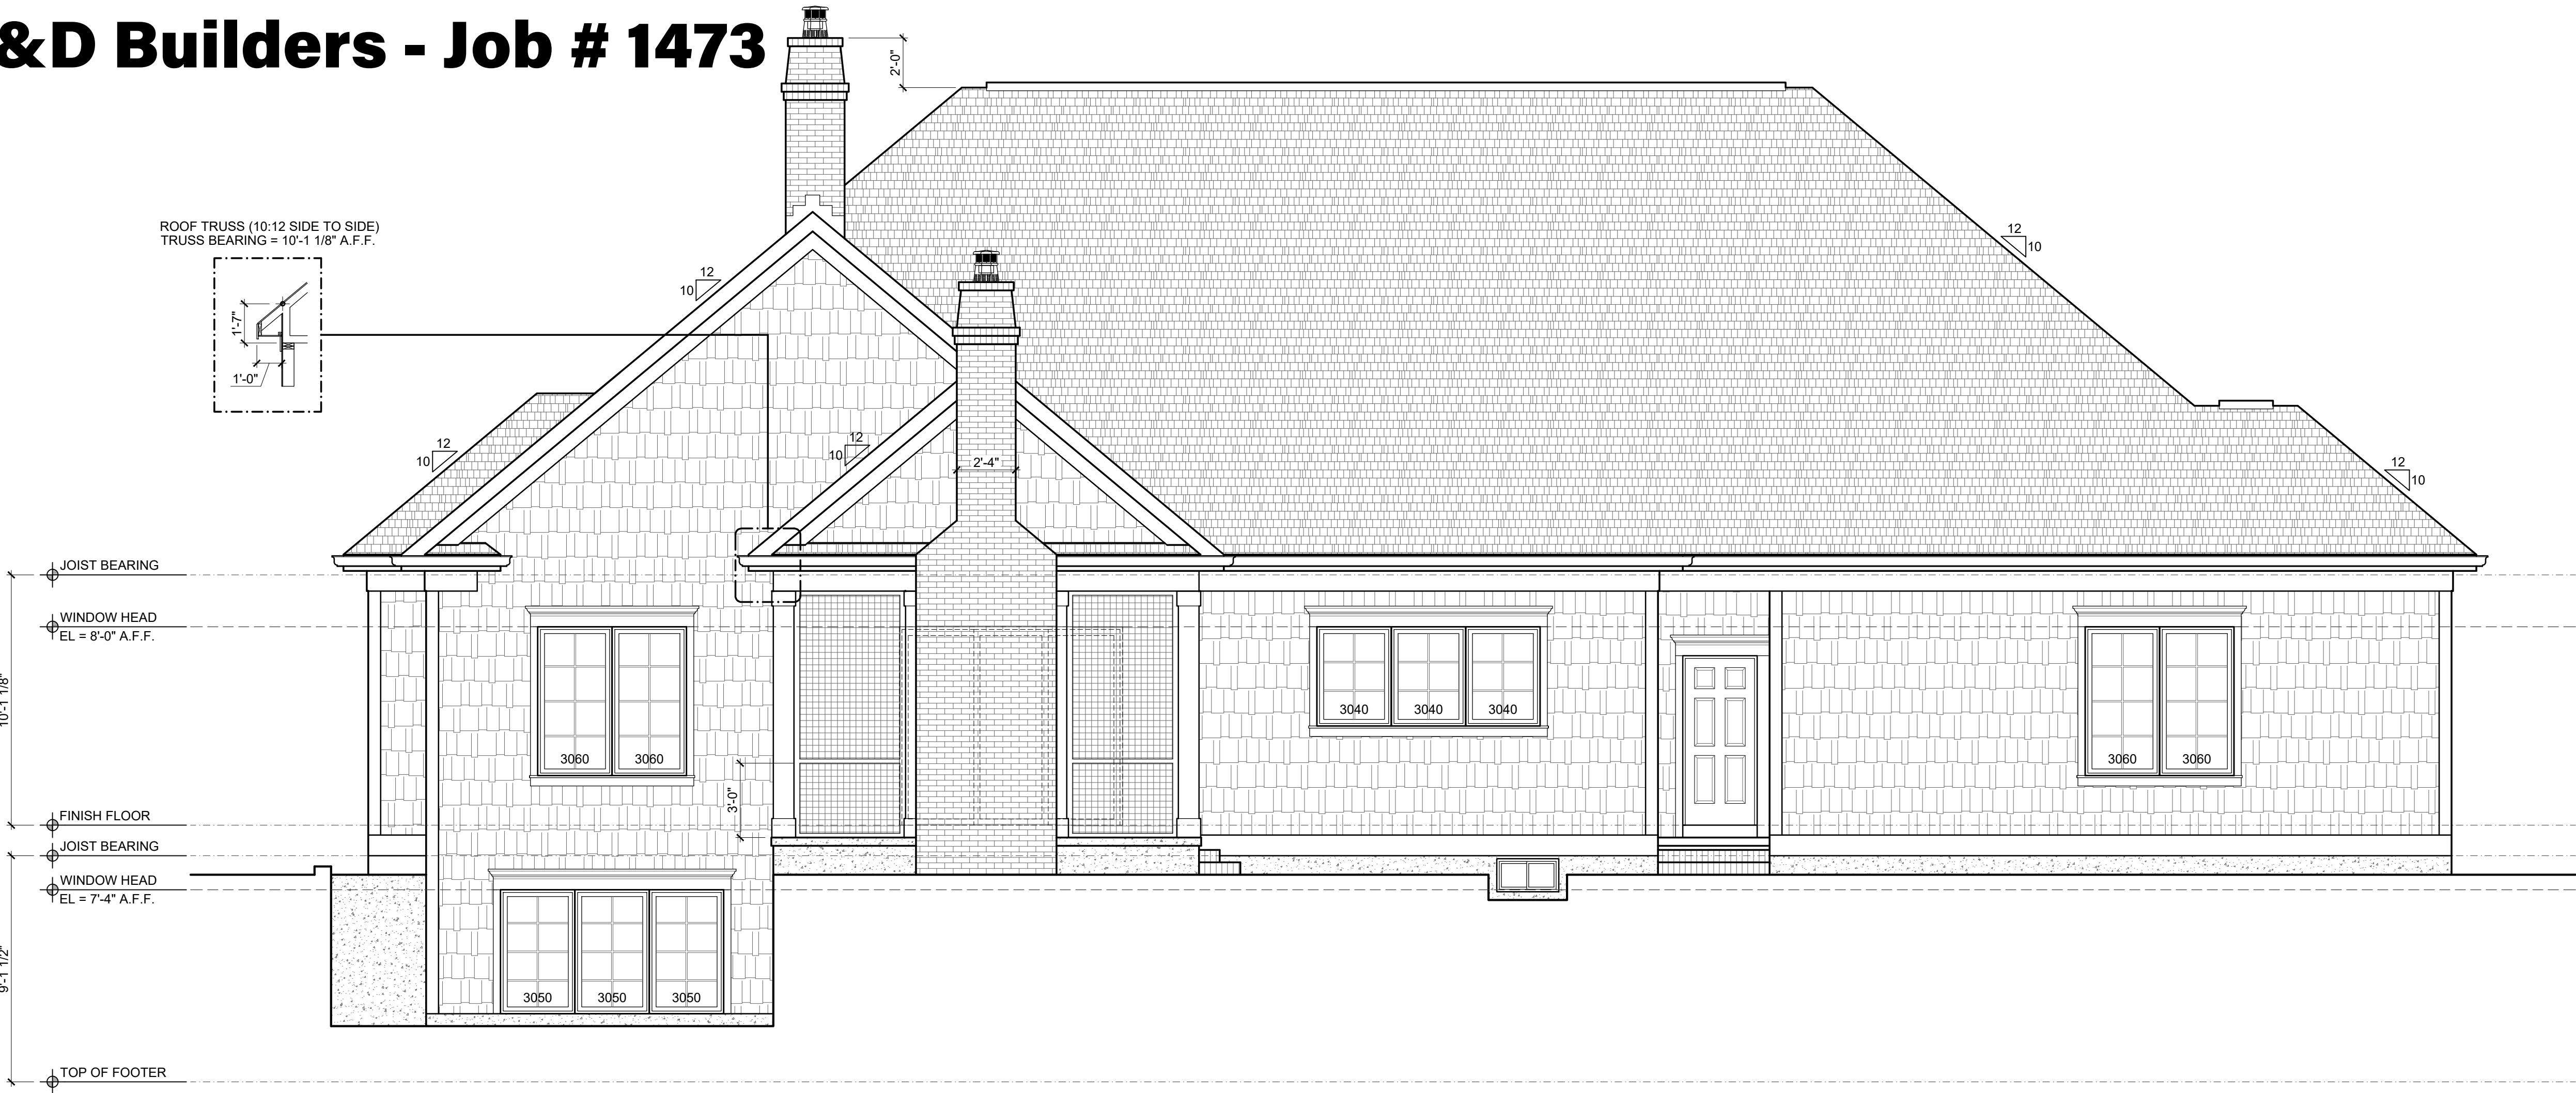 &D Builders - Job # 1473
2'-0"
ROOF TRUSS (10:12 SIDE TO SIDE)
TRUSS BEARING = 10'-1 1/8" A.F.F.
1'-7"
1'-0"
12
10
12
10
12
10
12
10
12
10
2'-4"
JOIST BEARING
WINDOW HEAD
EL = 8'-0" A.F.F.
10'-1 1/8"
3040
3040
3040
3060
3060
3060
3060
3'-0"
FINISH FLOOR
JOIST BEARING
WINDOW HEAD
EL = 7'-4" A.F.F.
9'-1 1/2"
3050
3050
3050
TOP OF FOOTER